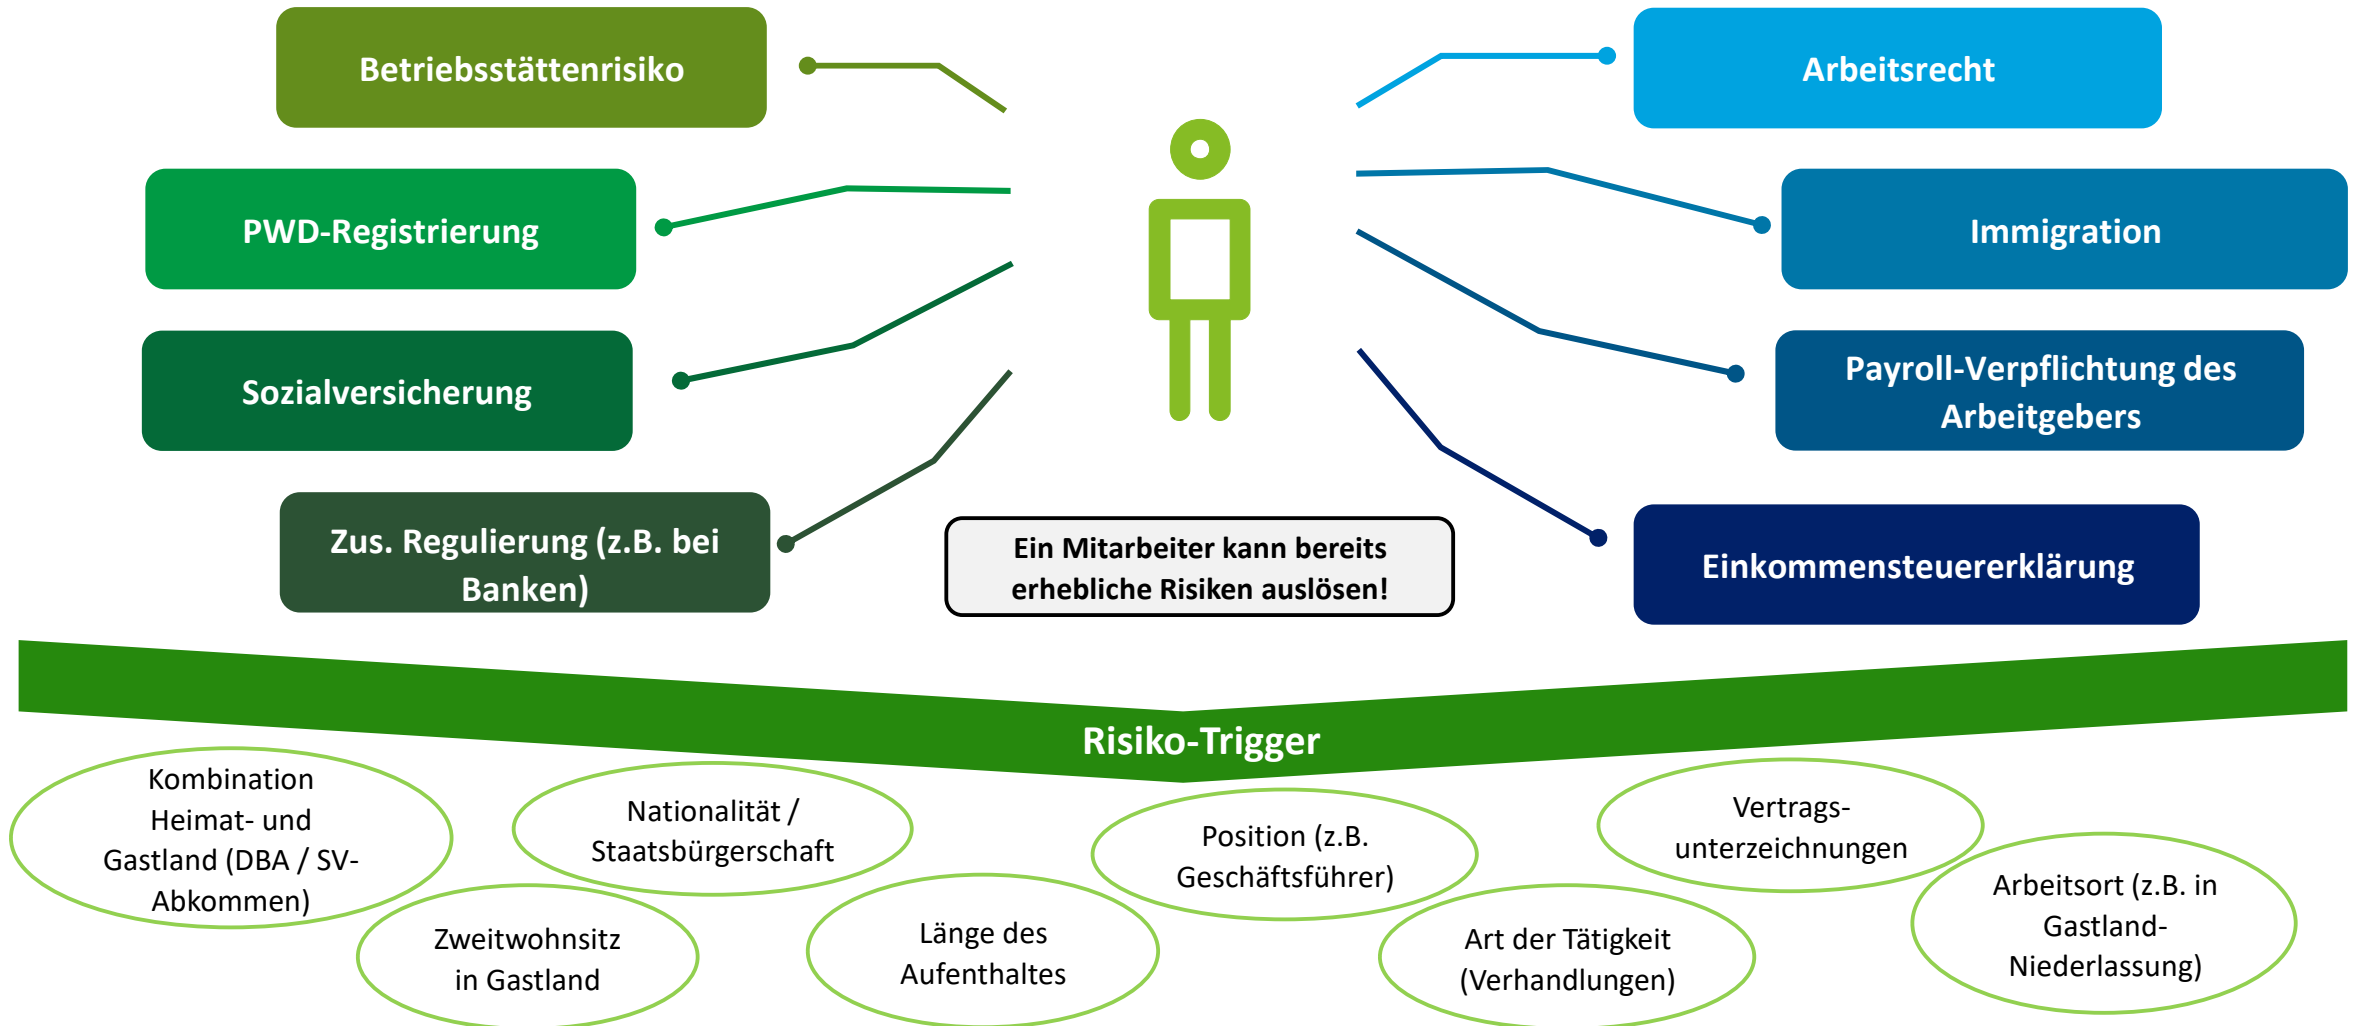 Betriebsstättenrisiko
Arbeitsrecht
PWD-Registrierung
Immigration
Sozialversicherung
Payroll-Verpflichtung des
Arbeitgebers
Zus. Regulierung (z.B. bei
Banken)
Ein Mitarbeiter kann bereits
erhebliche Risiken auslösen!
Einkommensteuererklärung
Risiko-Trigger
Kombination
Heimat- und
Gastland (DBA / SV-
Abkommen)
Zweitwohnsitz
in Gastland
Nationalität /
Staatsbürgerschaft
Länge des
Aufenthaltes
Position (z.B.
Geschäftsführer)
Art der Tätigkeit
(Verhandlungen)
Vertrags-
unterzeichnungen
Arbeitsort (z.B. in
Gastland-
Niederlassung)